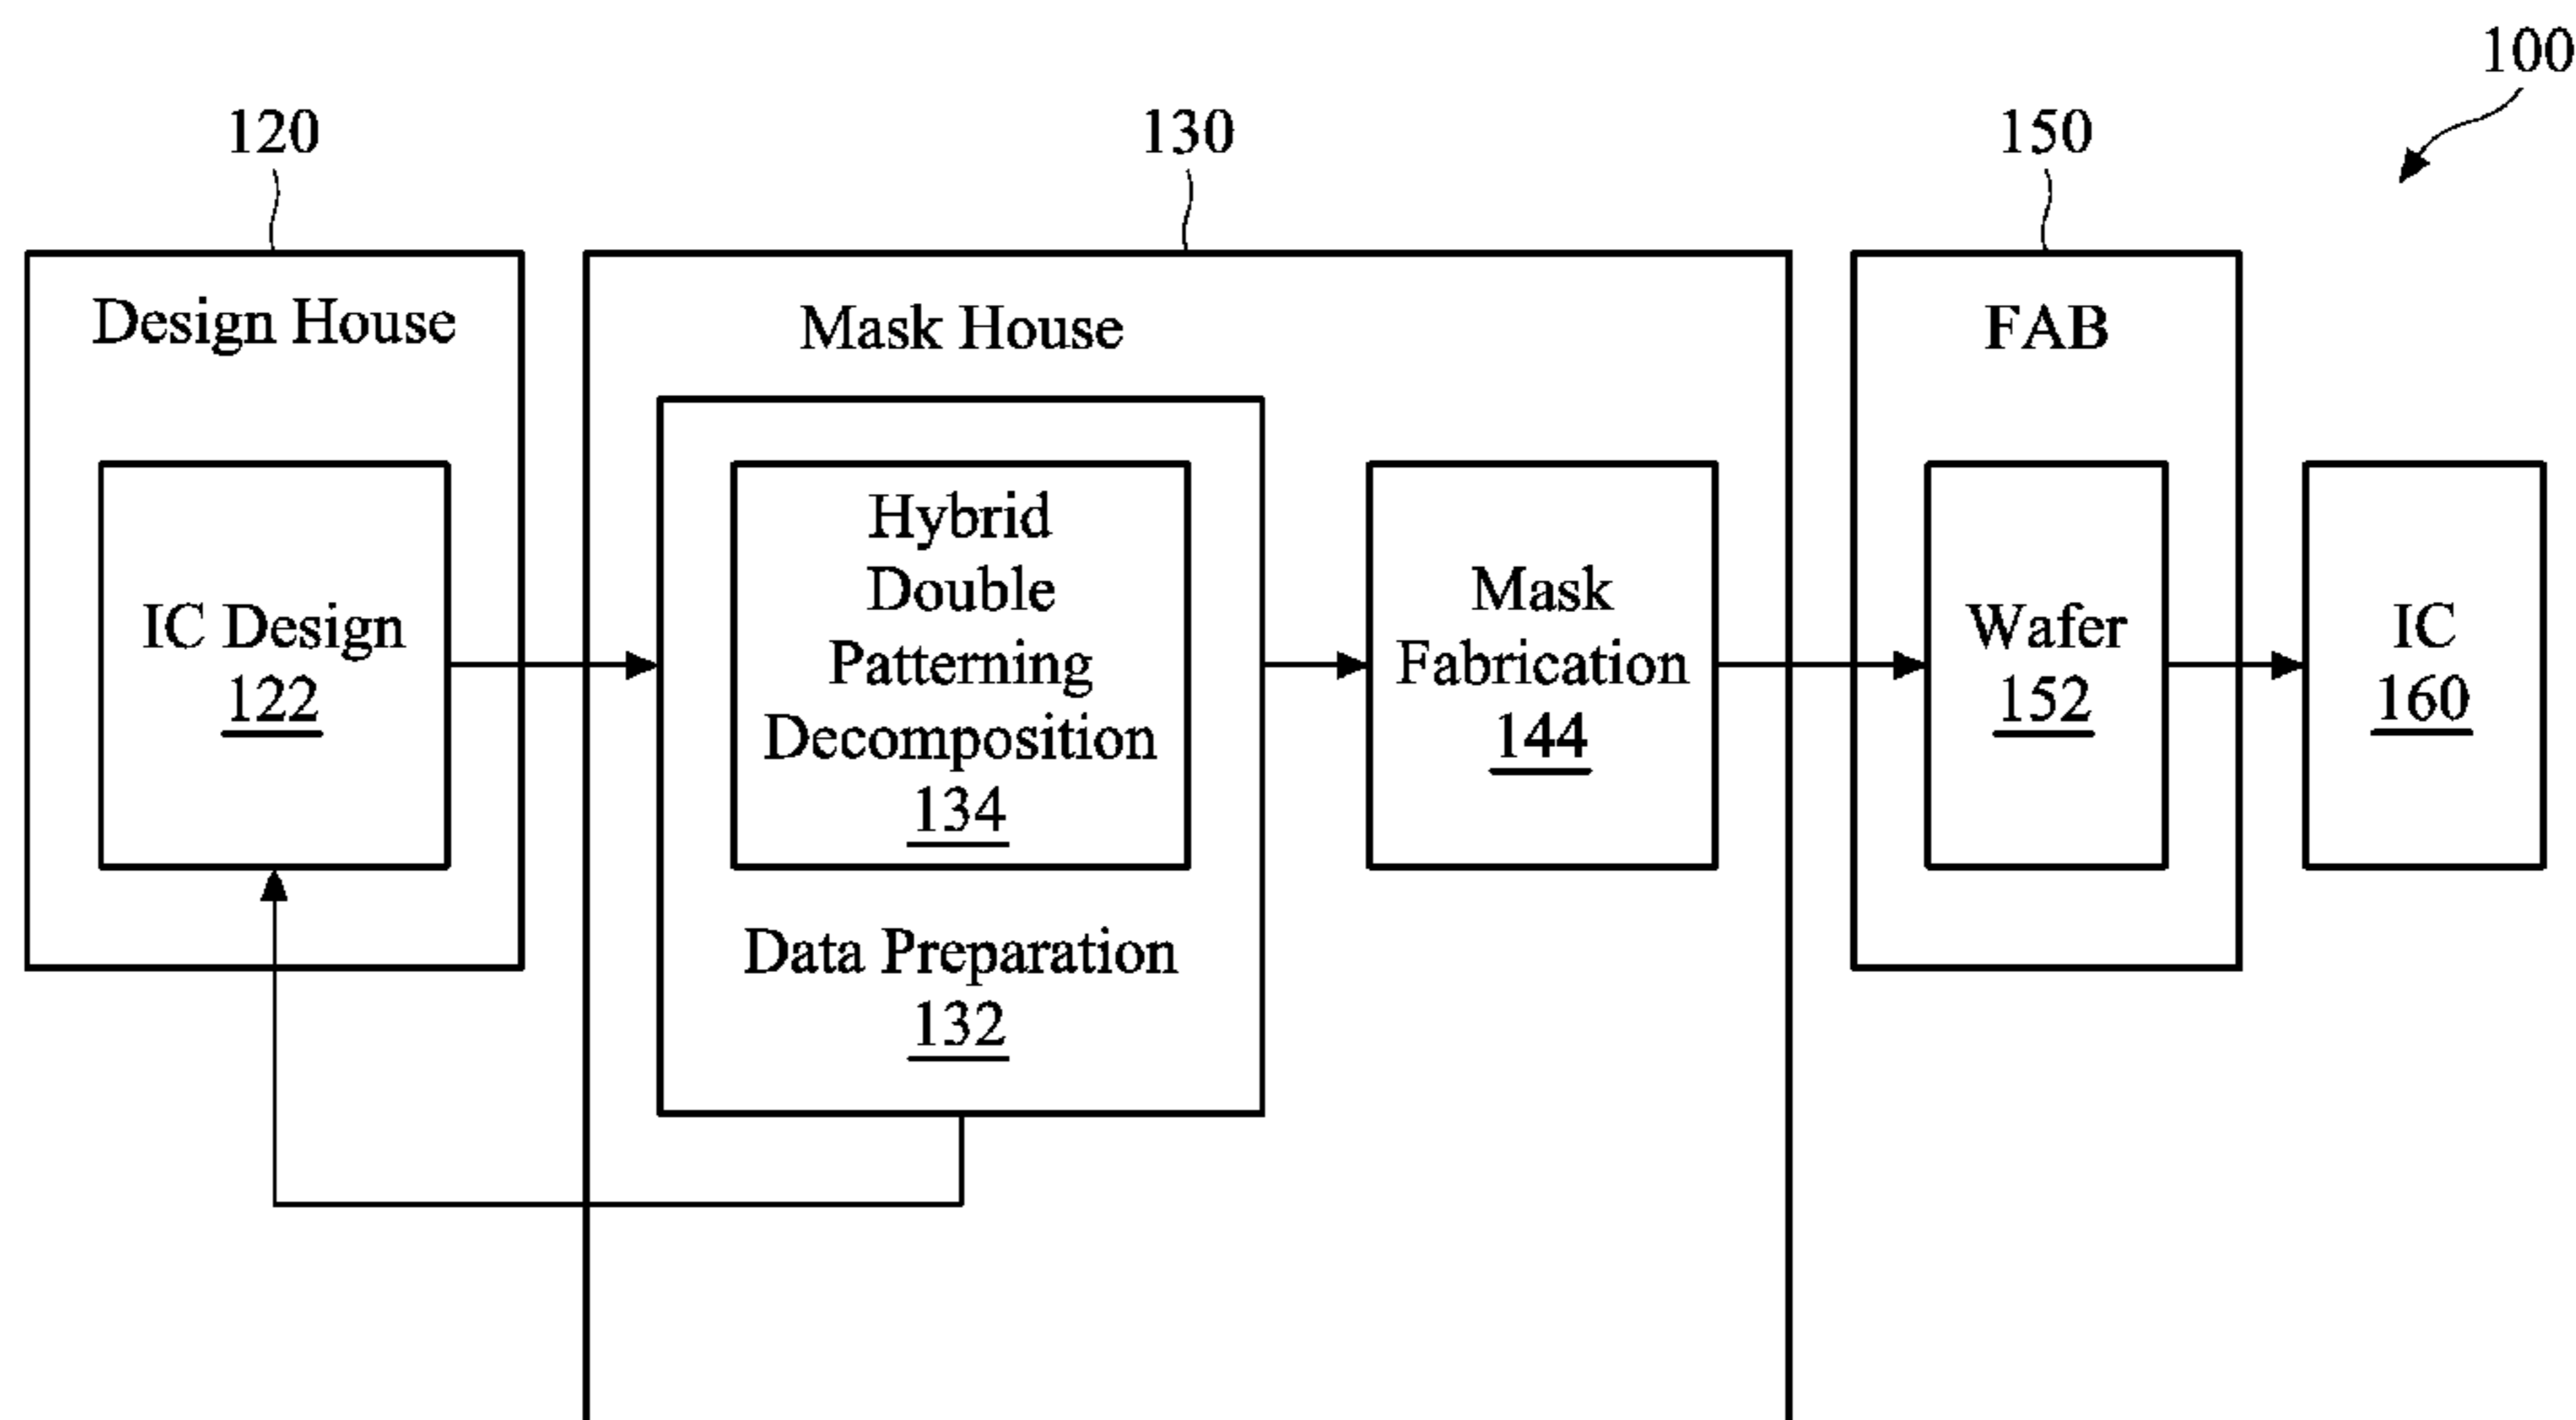 100
120
130
150
Design House
Mask House
FAB
IC Design
122
Hybrid
Double
Patterning
Decomposition
134
Data Preparation
132
Mask
Fabrication
144
Wafer
152
IC
160